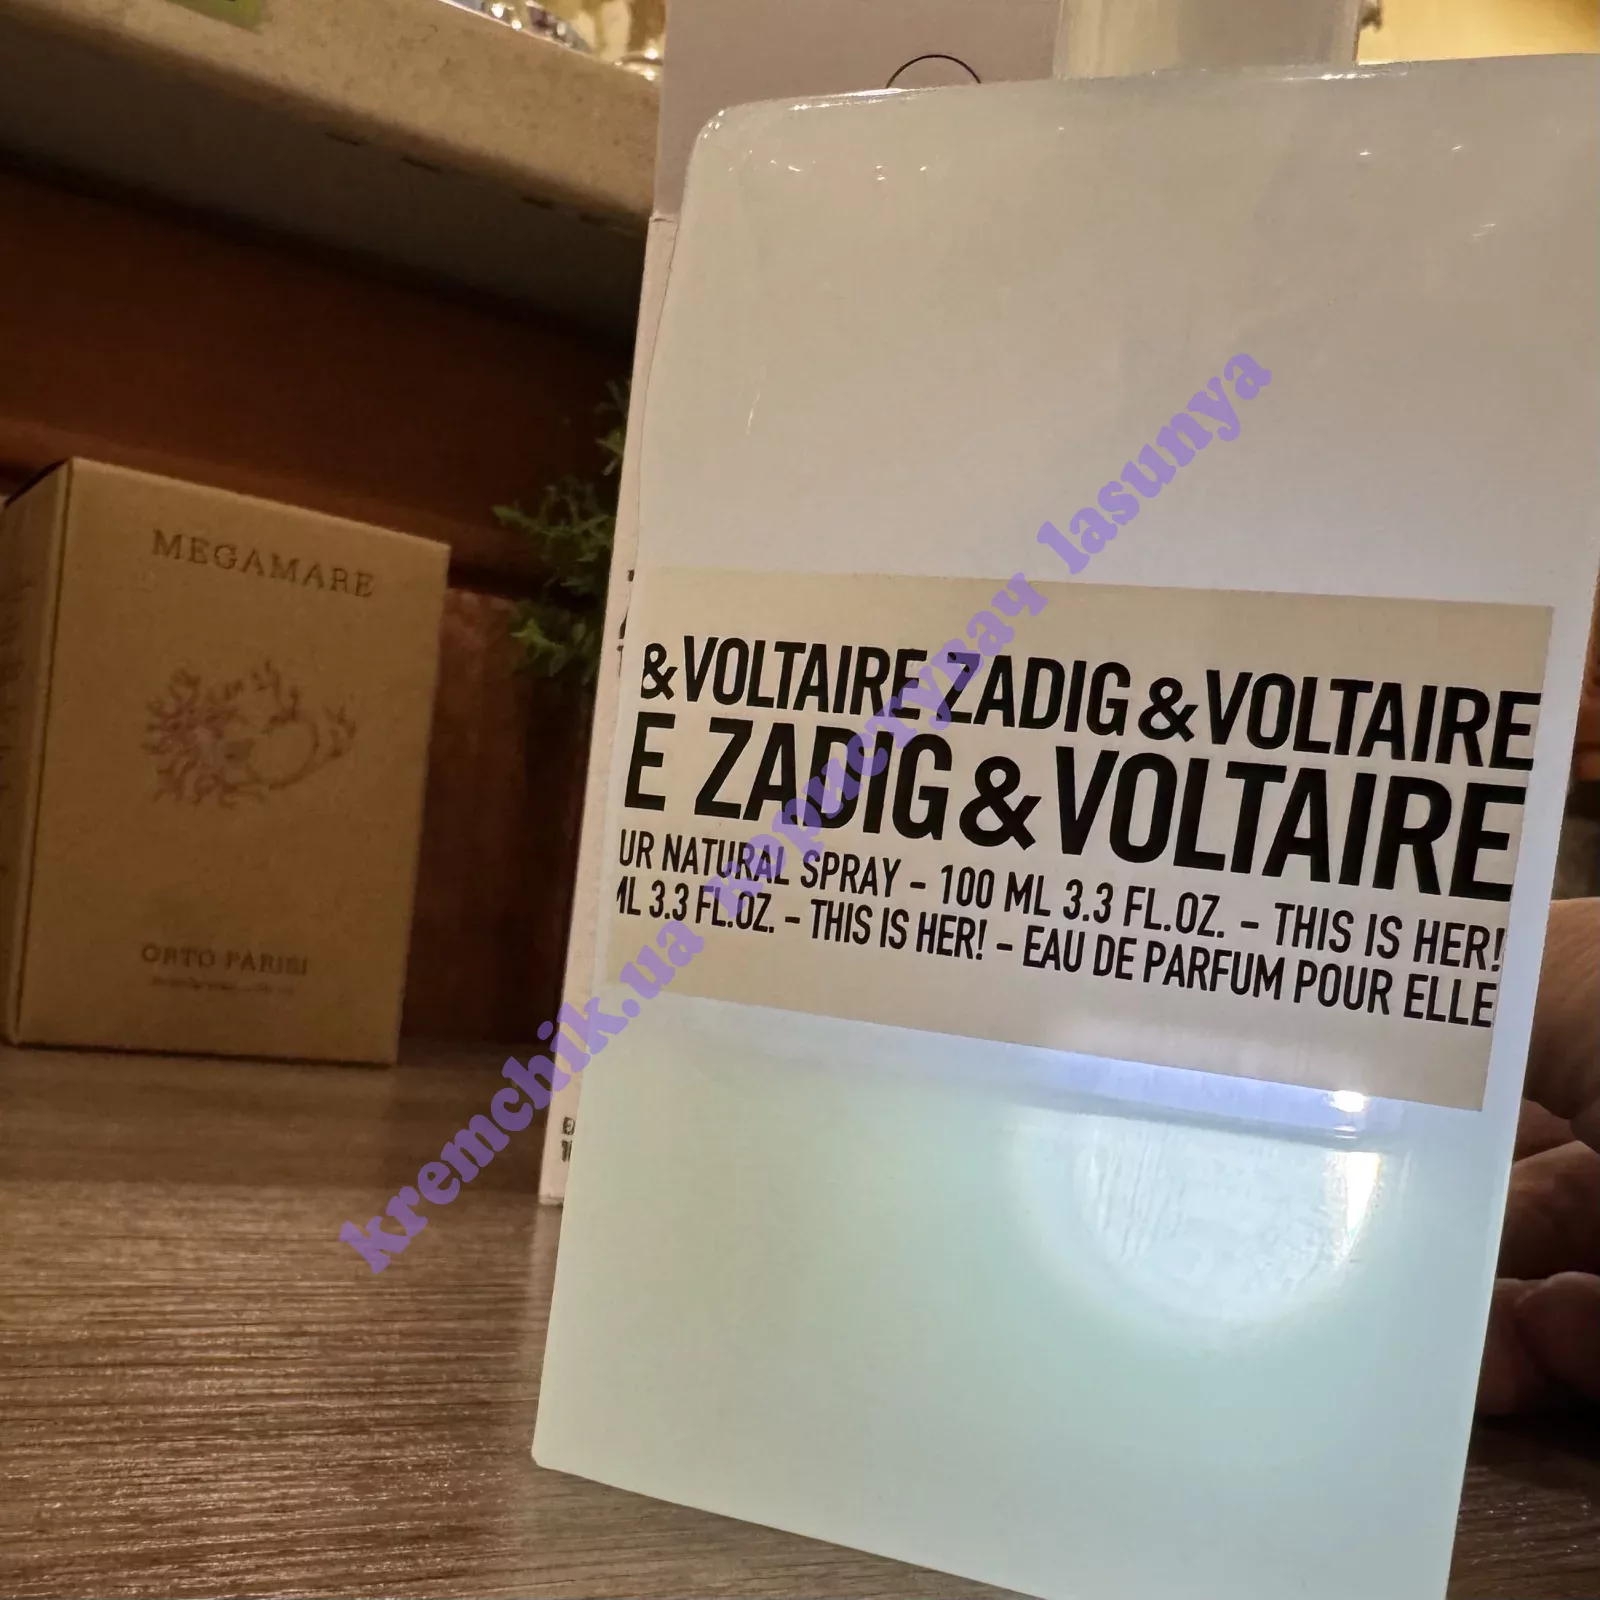 MEGAMARE
ORTO PARISI
&VOLTAIRE ZADIG&VOLTAIRE
E ZADIG&VOLTAIRE
UR NATURAL SPRAY – 100 ML 3.3 FL.OZ. – THIS IS HER!
ML 3.3 FL.OZ. – THIS IS HER! – EAU DE PARFUM POUR ELLE
kremchik.ua користувач lasunya